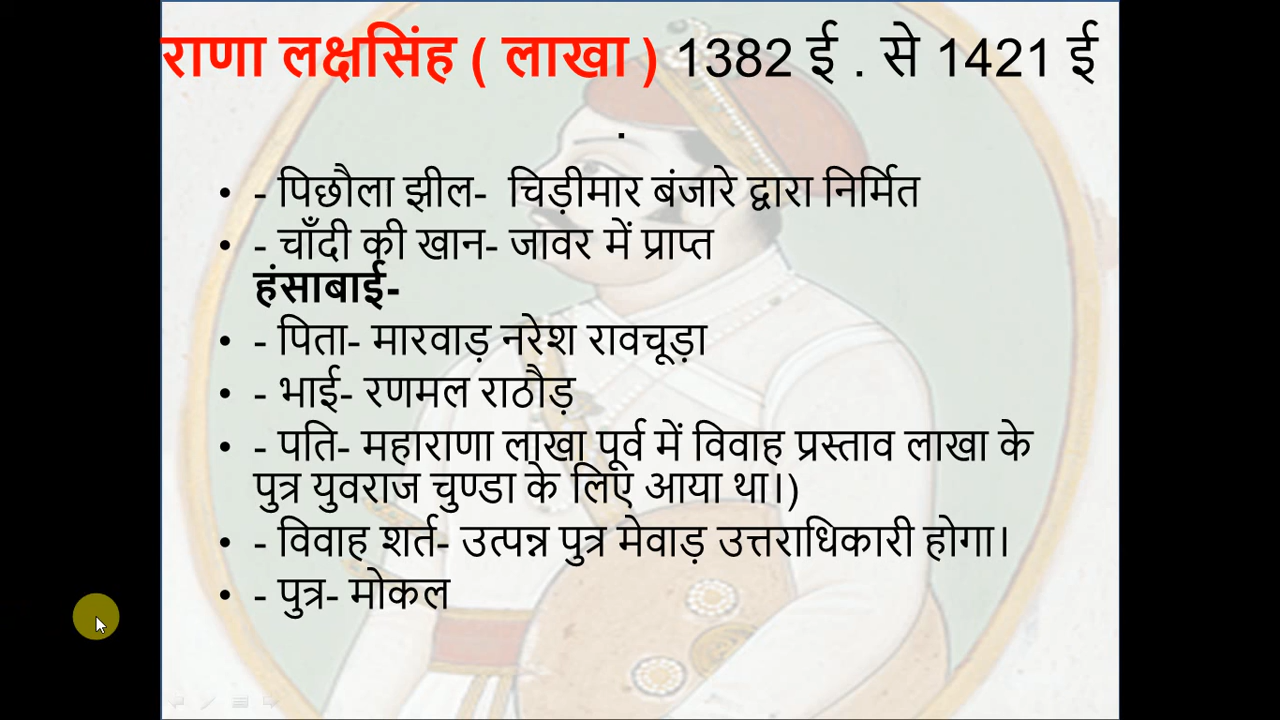 राणा लक्षसिंह ( लाखा ) 1382 ई . से 1421 ई
.
• - पिछौला झील- चिड़ीमार बंजारे द्वारा निर्मित
• - चाँदी की खान- जावर में प्राप्त
हंसाबाई-
• - पिता- मारवाड़ नरेश रावचूड़ा
• - भाई- रणमल राठौड़
• - पति- महाराणा लाखा पूर्व में विवाह प्रस्ताव लाखा के
पुत्र युवराज चुण्डा के लिए आया था।)
• - विवाह शर्त- उत्पन्न पुत्र मेवाड़ उत्तराधिकारी होगा।
• - पुत्र- मोकल